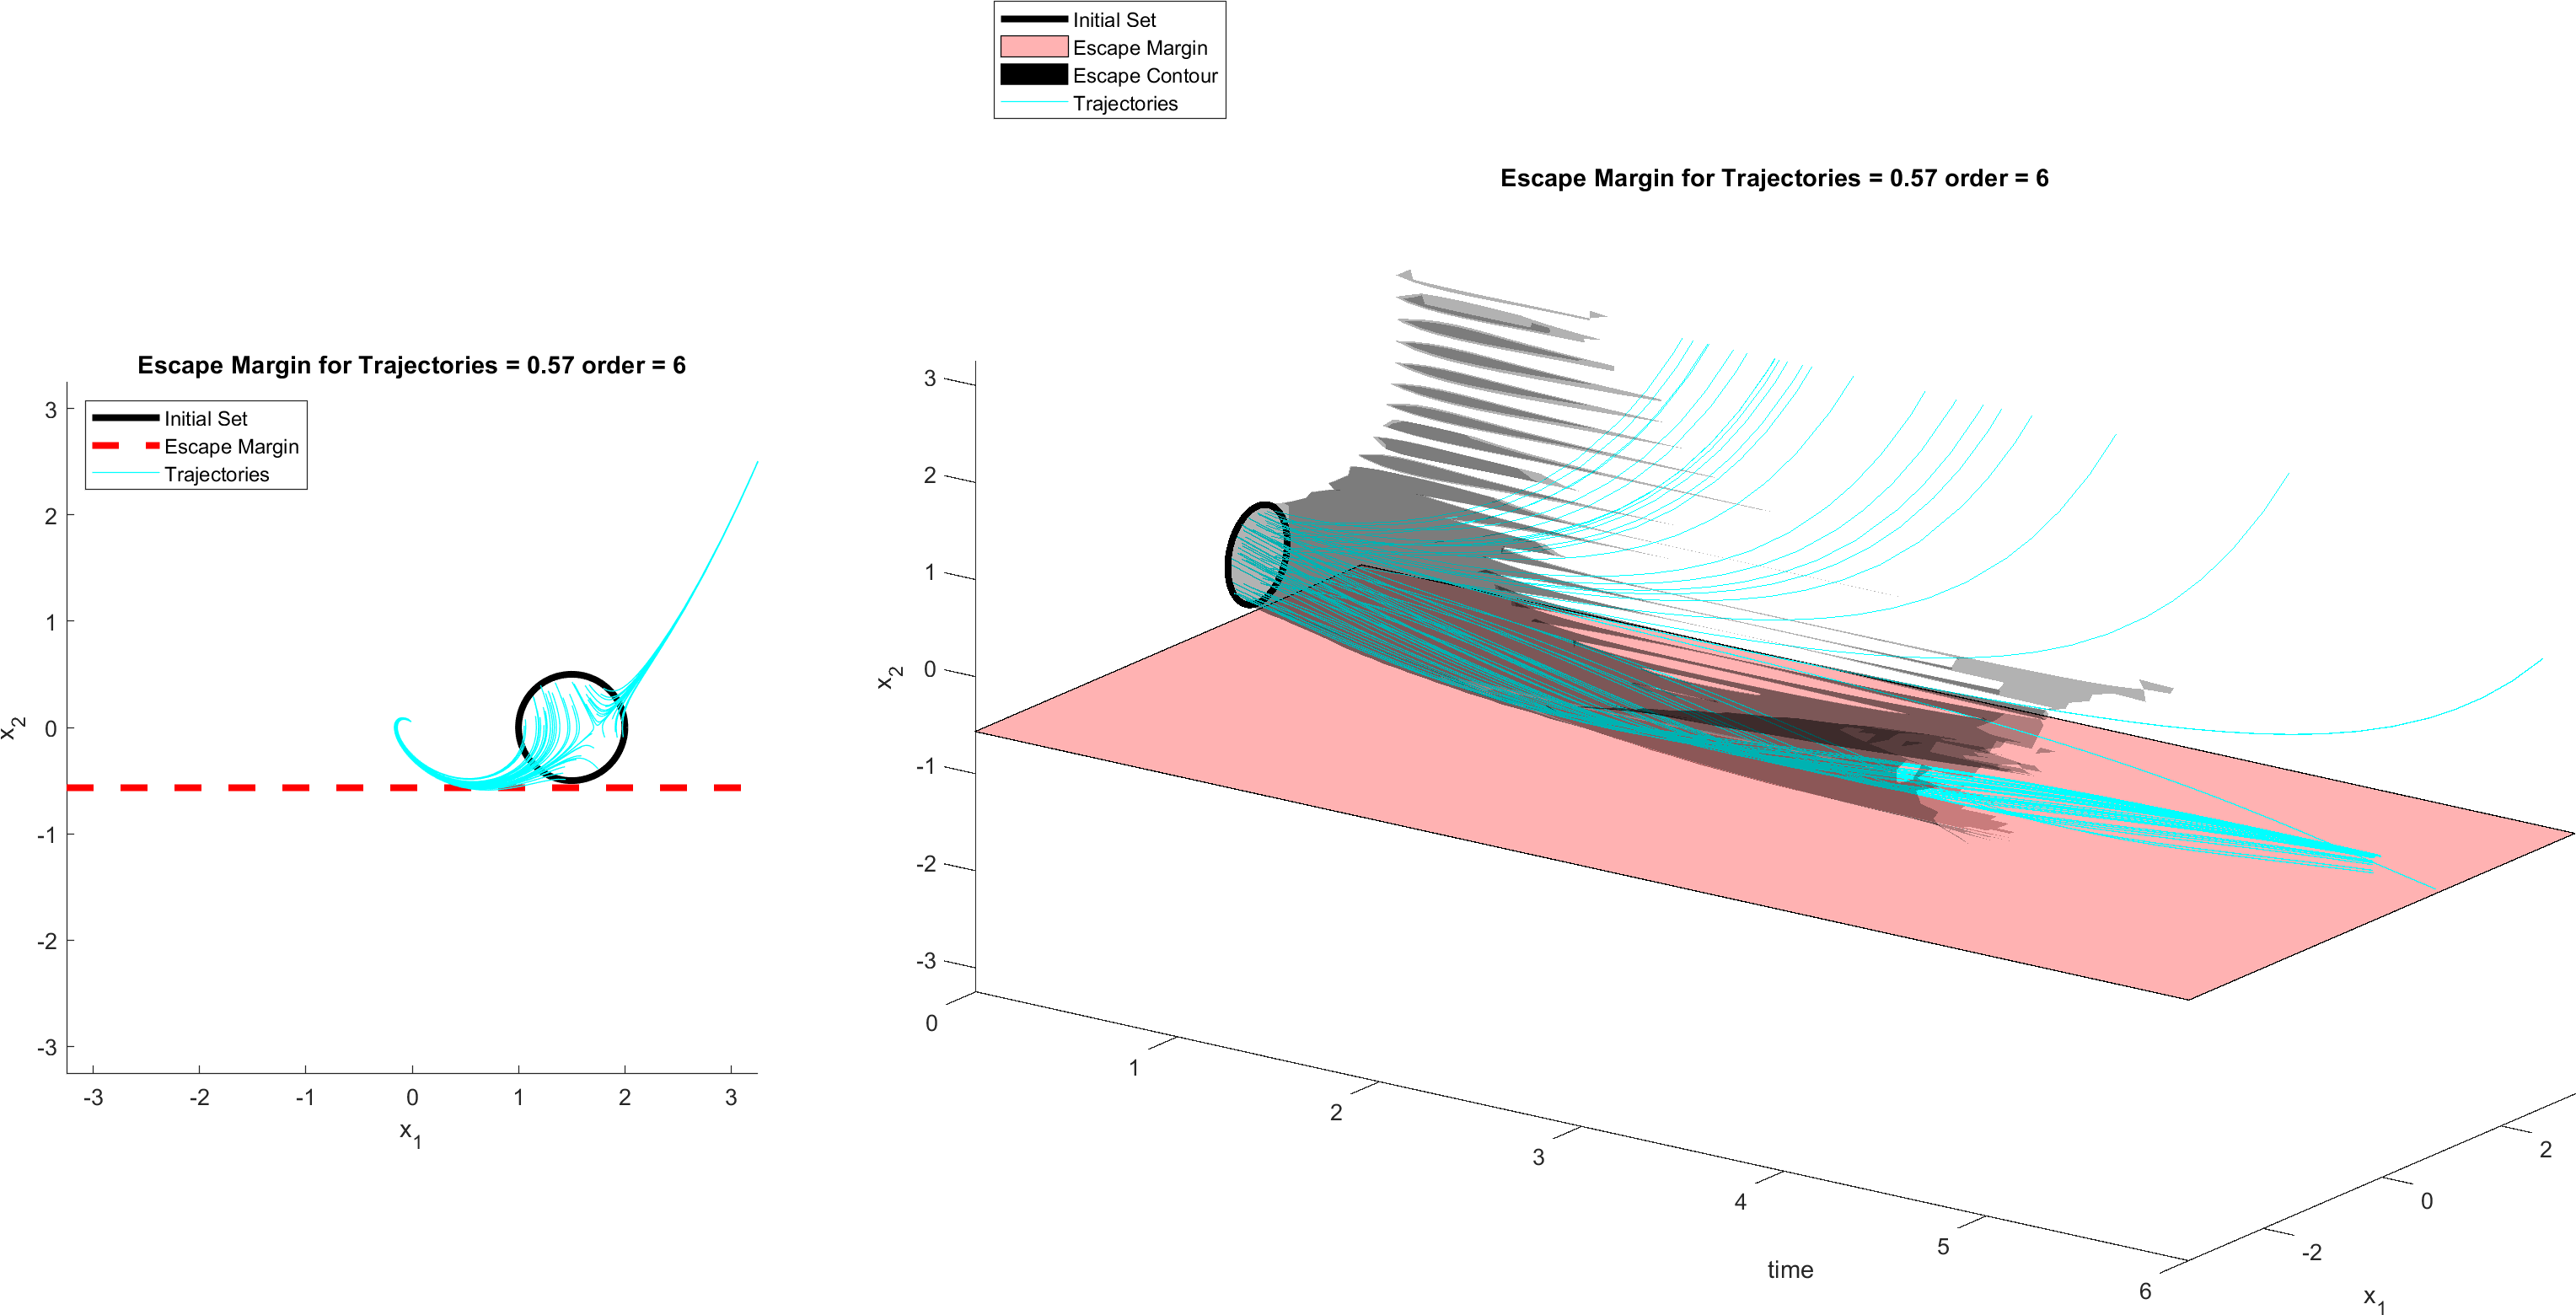 Initial Set
Escape Margin
Escape Contour
Trajectories
Escape Margin for Trajectories = 0.57 order = 6
Escape Margin for Trajectories = 0.57 order = 6
Initial Set
Escape Margin
Trajectories
3
2
1
0
-1
-2
-3
x2
-3
-2
-1
0
1
2
3
x1
3
2
1
0
-1
-2
-3
x2
0
1
2
3
4
5
6
time
2
0
-2
x1